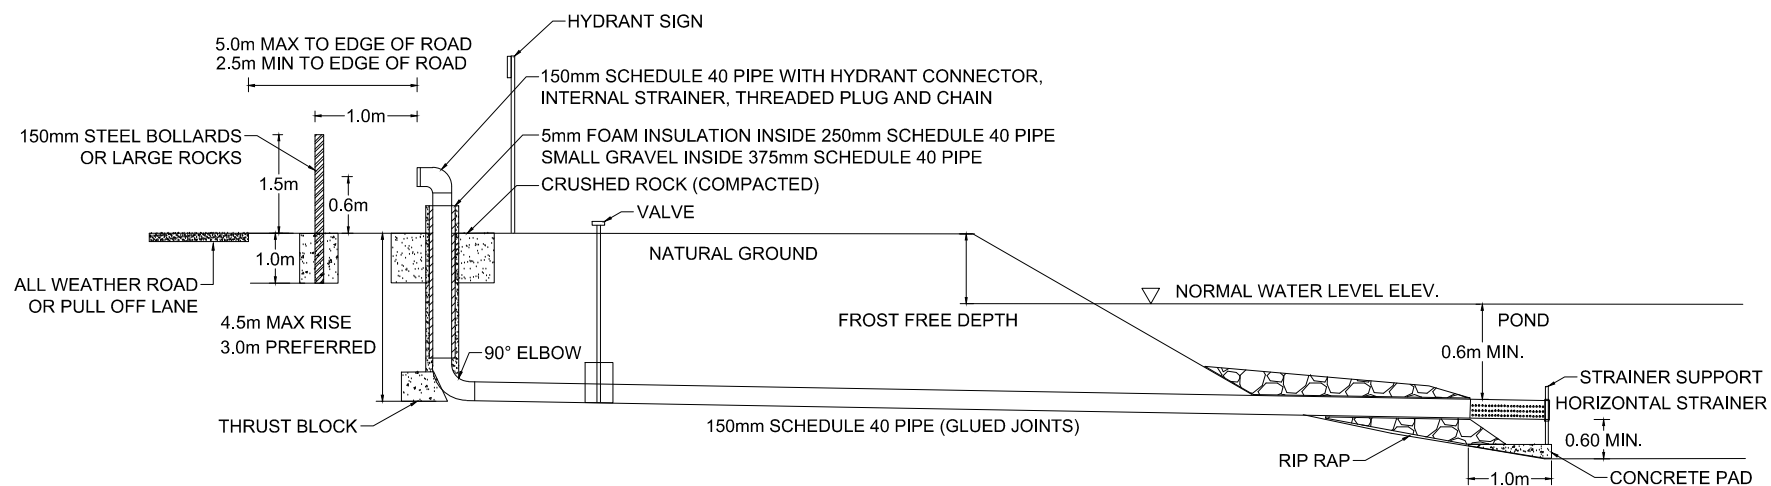 HYDRANT SIGN
5.0m MAX TO EDGE OF ROAD
2.5m MIN TO EDGE OF ROAD
150mm SCHEDULE 40 PIPE WITH HYDRANT CONNECTOR,
INTERNAL STRAINER, THREADED PLUG AND CHAIN
1.0m
150mm STEEL BOLLARDS
OR LARGE ROCKS
5mm FOAM INSULATION INSIDE 250mm SCHEDULE 40 PIPE
SMALL GRAVEL INSIDE 375mm SCHEDULE 40 PIPE
1.5m
0.6m
CRUSHED ROCK (COMPACTED)
VALVE
1.0m
NATURAL GROUND
ALL WEATHER ROAD
OR PULL OFF LANE
NORMAL WATER LEVEL ELEV.
4.5m MAX RISE
3.0m PREFERRED
FROST FREE DEPTH
POND
90° ELBOW
0.6m MIN.
STRAINER SUPPORT
HORIZONTAL STRAINER
THRUST BLOCK
150mm SCHEDULE 40 PIPE (GLUED JOINTS)
0.60 MIN.
RIP RAP
1.0m
CONCRETE PAD